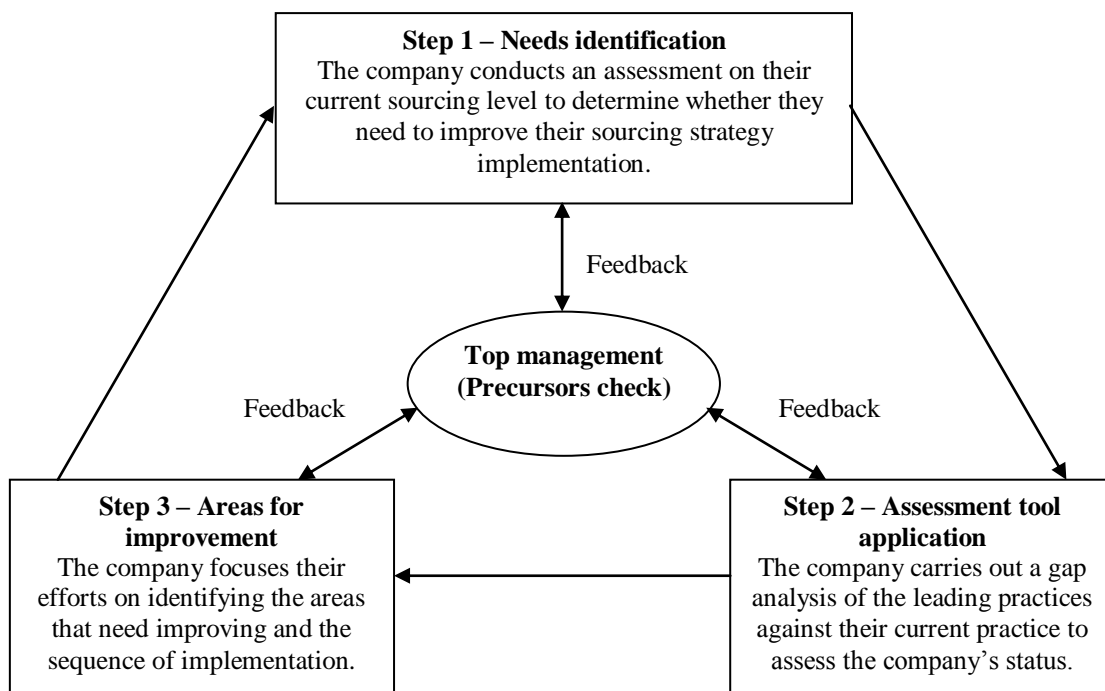 Step 1 – Needs identification
The company conducts an assessment on their
current sourcing level to determine whether they
need to improve their sourcing strategy
implementation.
Feedback
Top management
(Precursors check)
Feedback
Feedback
Step 3 – Areas for
improvement
The company focuses their
efforts on identifying the areas
that need improving and the
sequence of implementation.
Step 2 – Assessment tool
application
The company carries out a gap
analysis of the leading practices
against their current practice to
assess the company’s status.